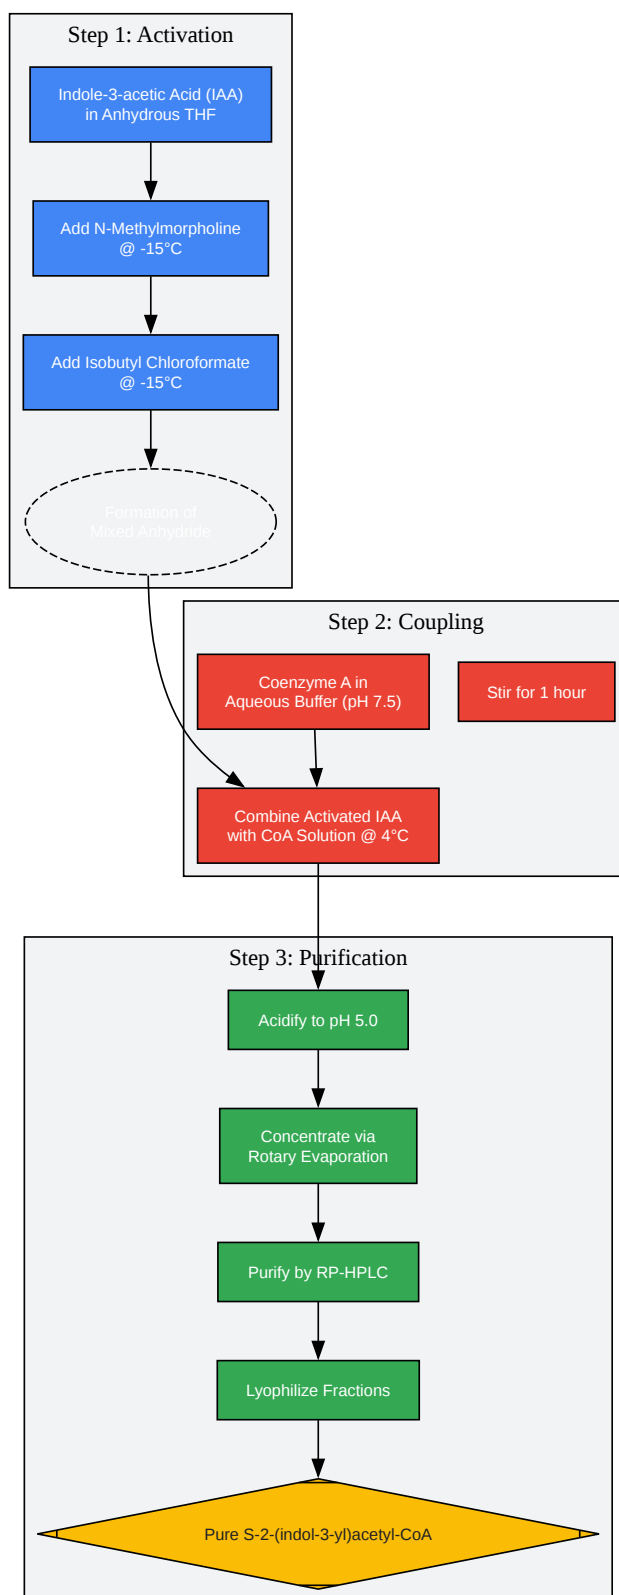 Step 1: Activation
Indole-3-acetic Acid (IAA)
in Anhydrous THF
Add N-Methylmorpholine
@ -15°C
Add Isobutyl Chloroformate
@ -15°C
Formation of
Mixed Anhydride
Step 2: Coupling
Coenzyme A in
Aqueous Buffer (pH 7.5)
Stir for 1 hour
Combine Activated IAA
with CoA Solution @ 4°C
Step 3: Purification
Acidify to pH 5.0
Concentrate via
Rotary Evaporation
Purify by RP-HPLC
Lyophilize Fractions
Pure S-2-(indol-3-yl)acetyl-CoA